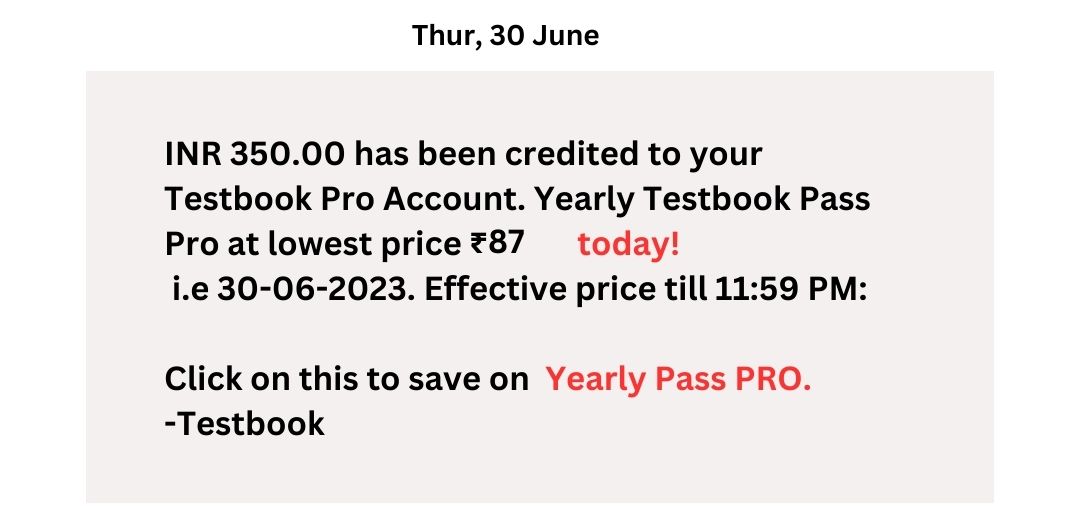 Thur, 30 June
INR 350.00 has been credited to your
Testbook Pro Account. Yearly Testbook Pass
Pro at lowest price ₹87 today!
i.e 30-06-2023. Effective price till 11:59 PM:
Click on this to save on Yearly Pass PRO.
-Testbook